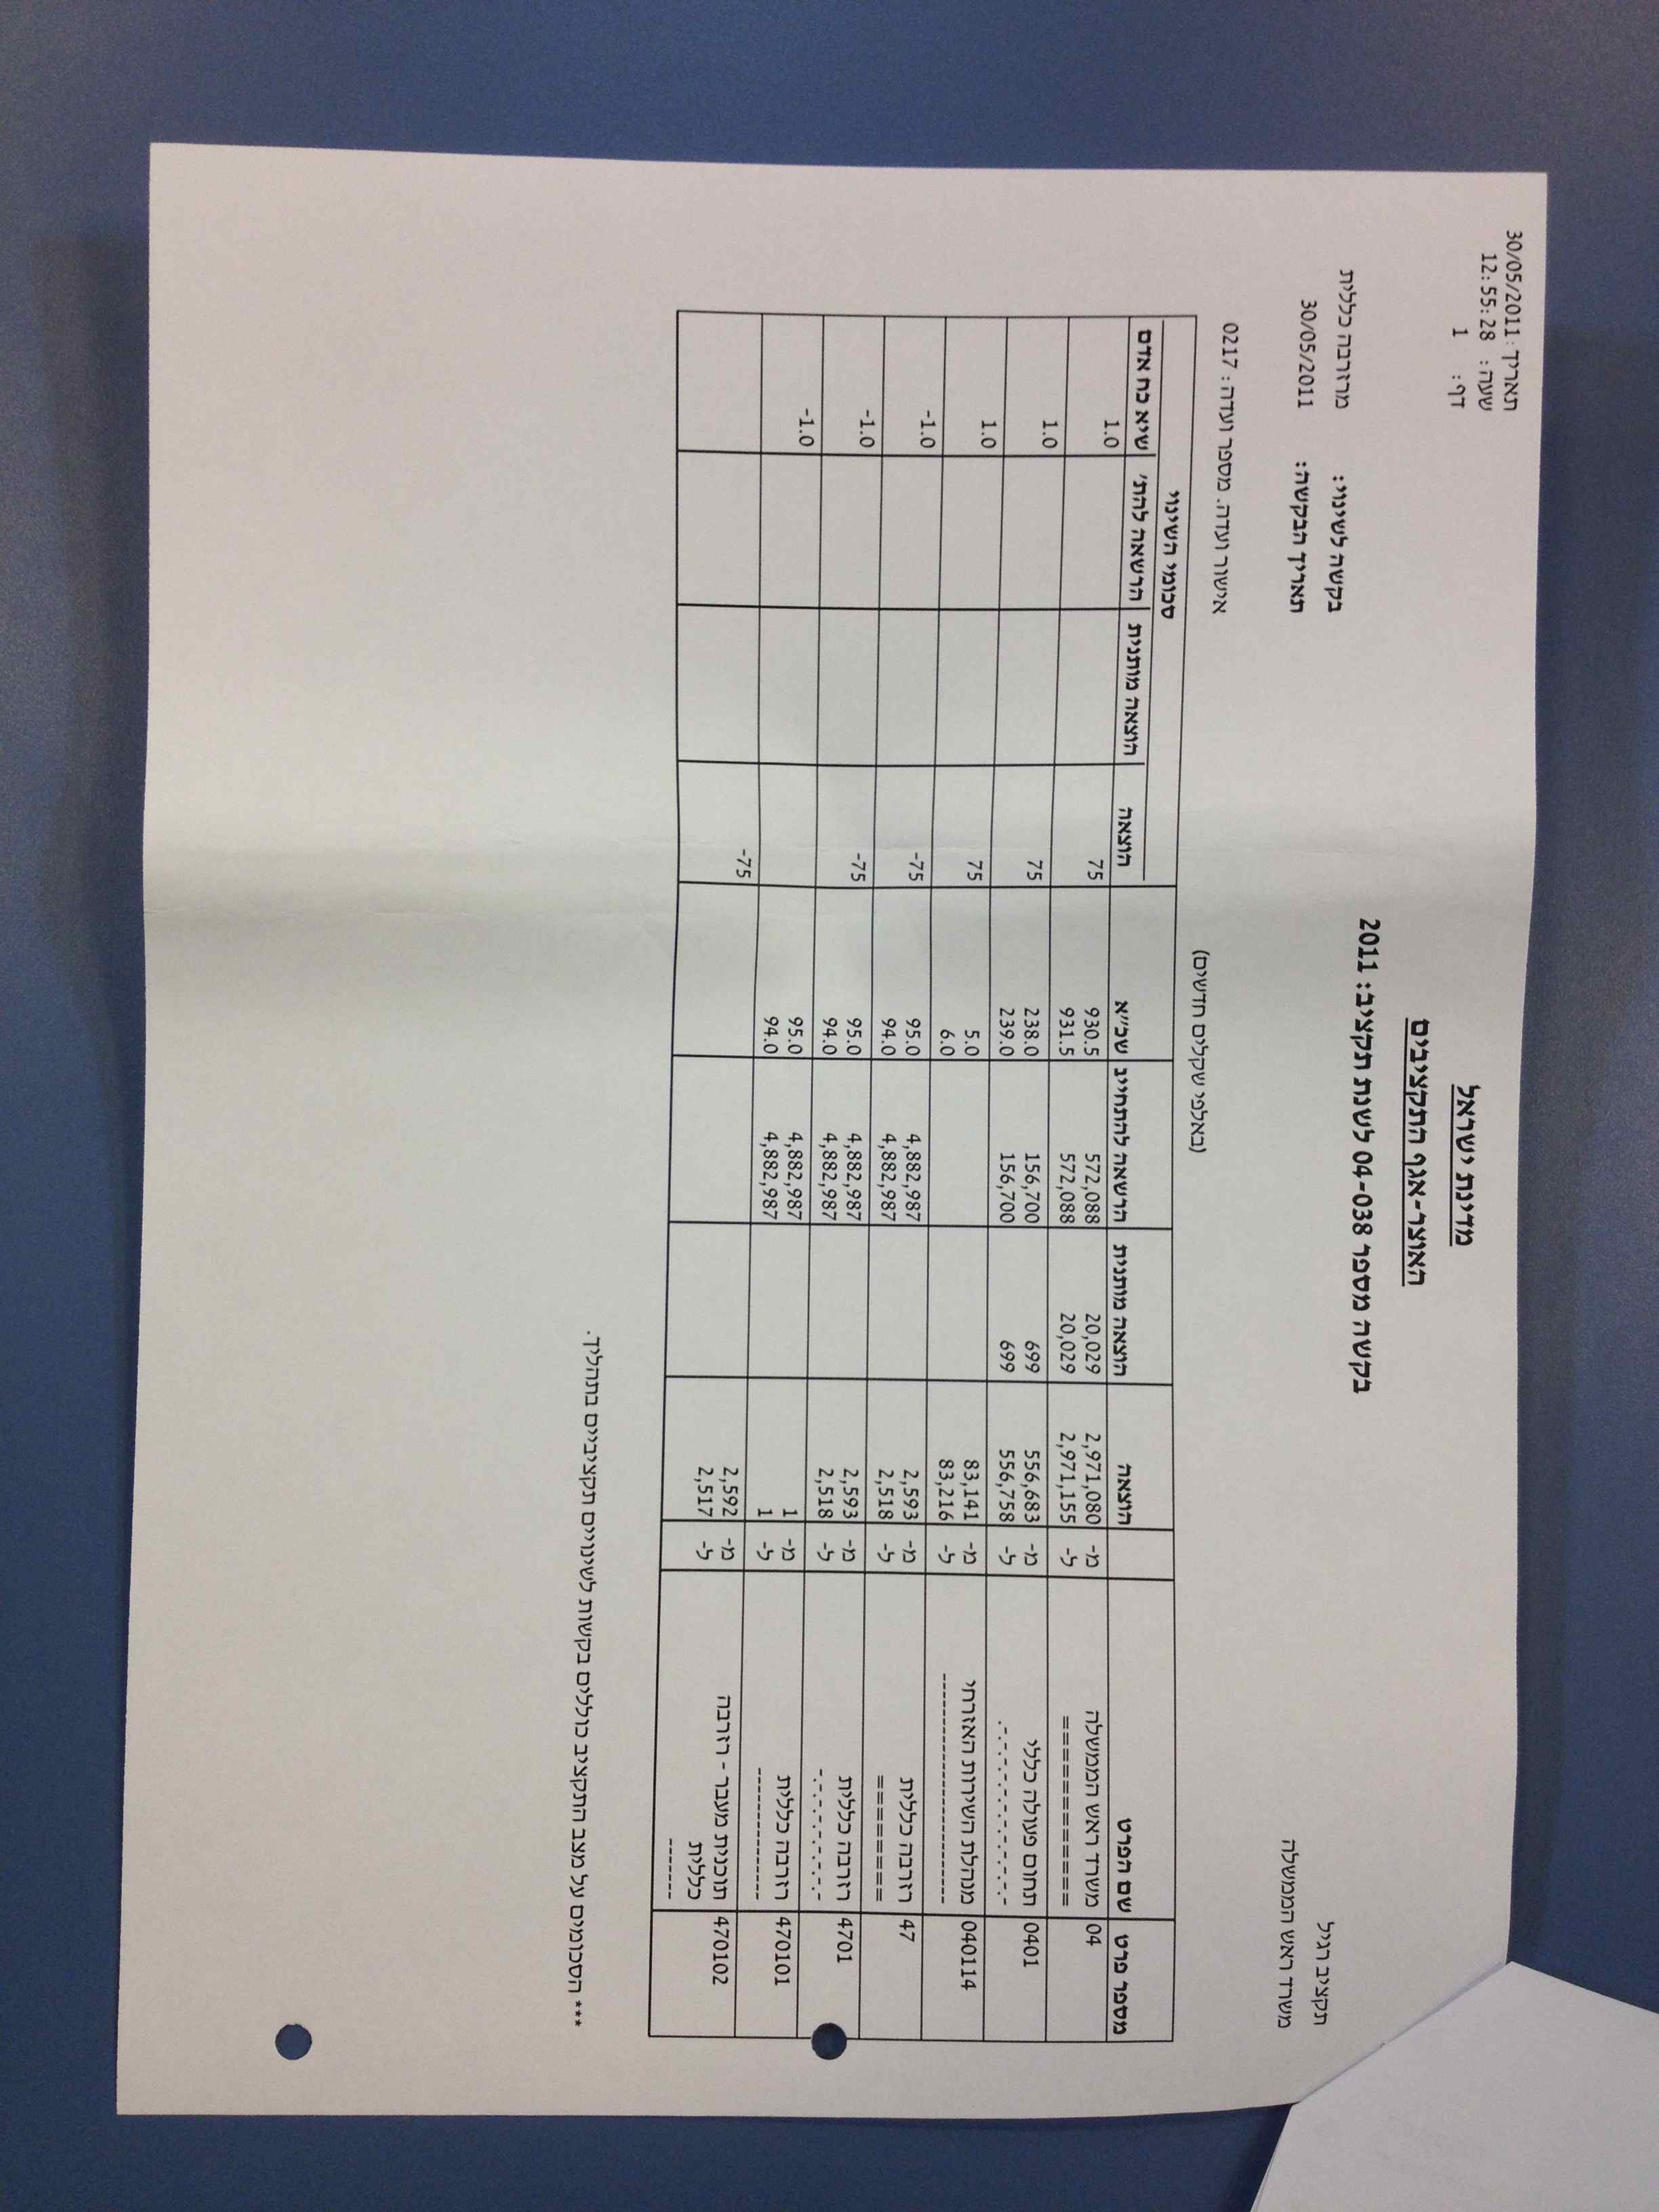 תאריך: 30/05/2011
שעה: 12:55:28
דף: 1
מדינת ישראל
האוצר-אגף התקציבים
בקשה מספר 04-038 לשנת תקציב: 2011
תקציב רגיל
משרד ראש הממשלה
בקשה לשינוי: מרזרבה כללית
תאריך הבקשה: 30/05/2011
אישור ועדה. מספר ועדה: 0217
(באלפי שקלים חדשים)
סכומי השינוי
מספר פרט שם הפרט הוצאה הוצאה מותנית הרשאה להתחייב שכ״א הוצאה הוצאה מותנית הרשאה להת' שיא כח אדם
04 משרד ראש הממשלה מ- 2,971,080 20,029 572,088 930.5 75 1.0
============== ל- 2,971,155 20,029 572,088 931.5
0401 תחום פעולה כללי מ- 556,683 699 156,700 238.0 75 1.0
-.-.-.-.-.-.-.-.-.-. ל- 556,758 699 156,700 239.0
040114 מנהלת השירות האזרחי מ- 83,141 5.0 75 1.0
------------------------ ל- 83,216 6.0
47 רזרבה כללית מ- 2,593 4,882,987 95.0 -75 -1.0
========= ל- 2,518 4,882,987 94.0
4701 רזרבה כללית מ- 2,593 4,882,987 95.0 -75 -1.0
-.-.-.-.-.-.-. ל- 2,518 4,882,987 94.0
470101 רזרבה כללית מ- 1 4,882,987 95.0 -1.0
-------------- ל- 1 4,882,987 94.0
470102 תוכנית מעבר - רזרבה מ- 2,592 -75
כללית ל- 2,517
-------
*** הסכומים על מצב התקציב כוללים בקשות לשינויים תקציביים בתהליך.